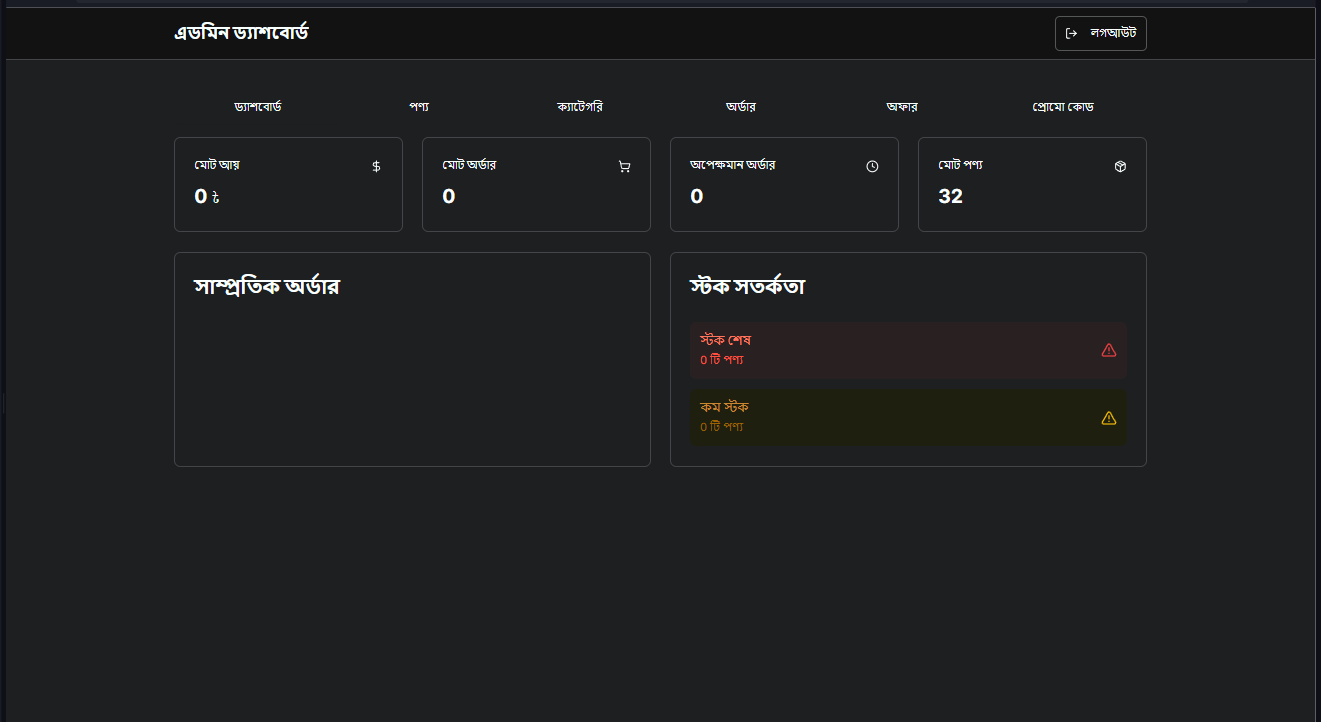 এডমিন ড্যাশবোর্ড
লগআউট
ড্যাশবোর্ড পণ্য ক্যাটেগরি অর্ডার অফার প্রোমো কোড
মোট আয় $
0 ৳
মোট অর্ডার
0
অপেক্ষমান অর্ডার
0
মোট পণ্য
32
সাম্প্রতিক অর্ডার
স্টক সতর্কতা
স্টক শেষ
0 টি পণ্য
কম স্টক
0 টি পণ্য